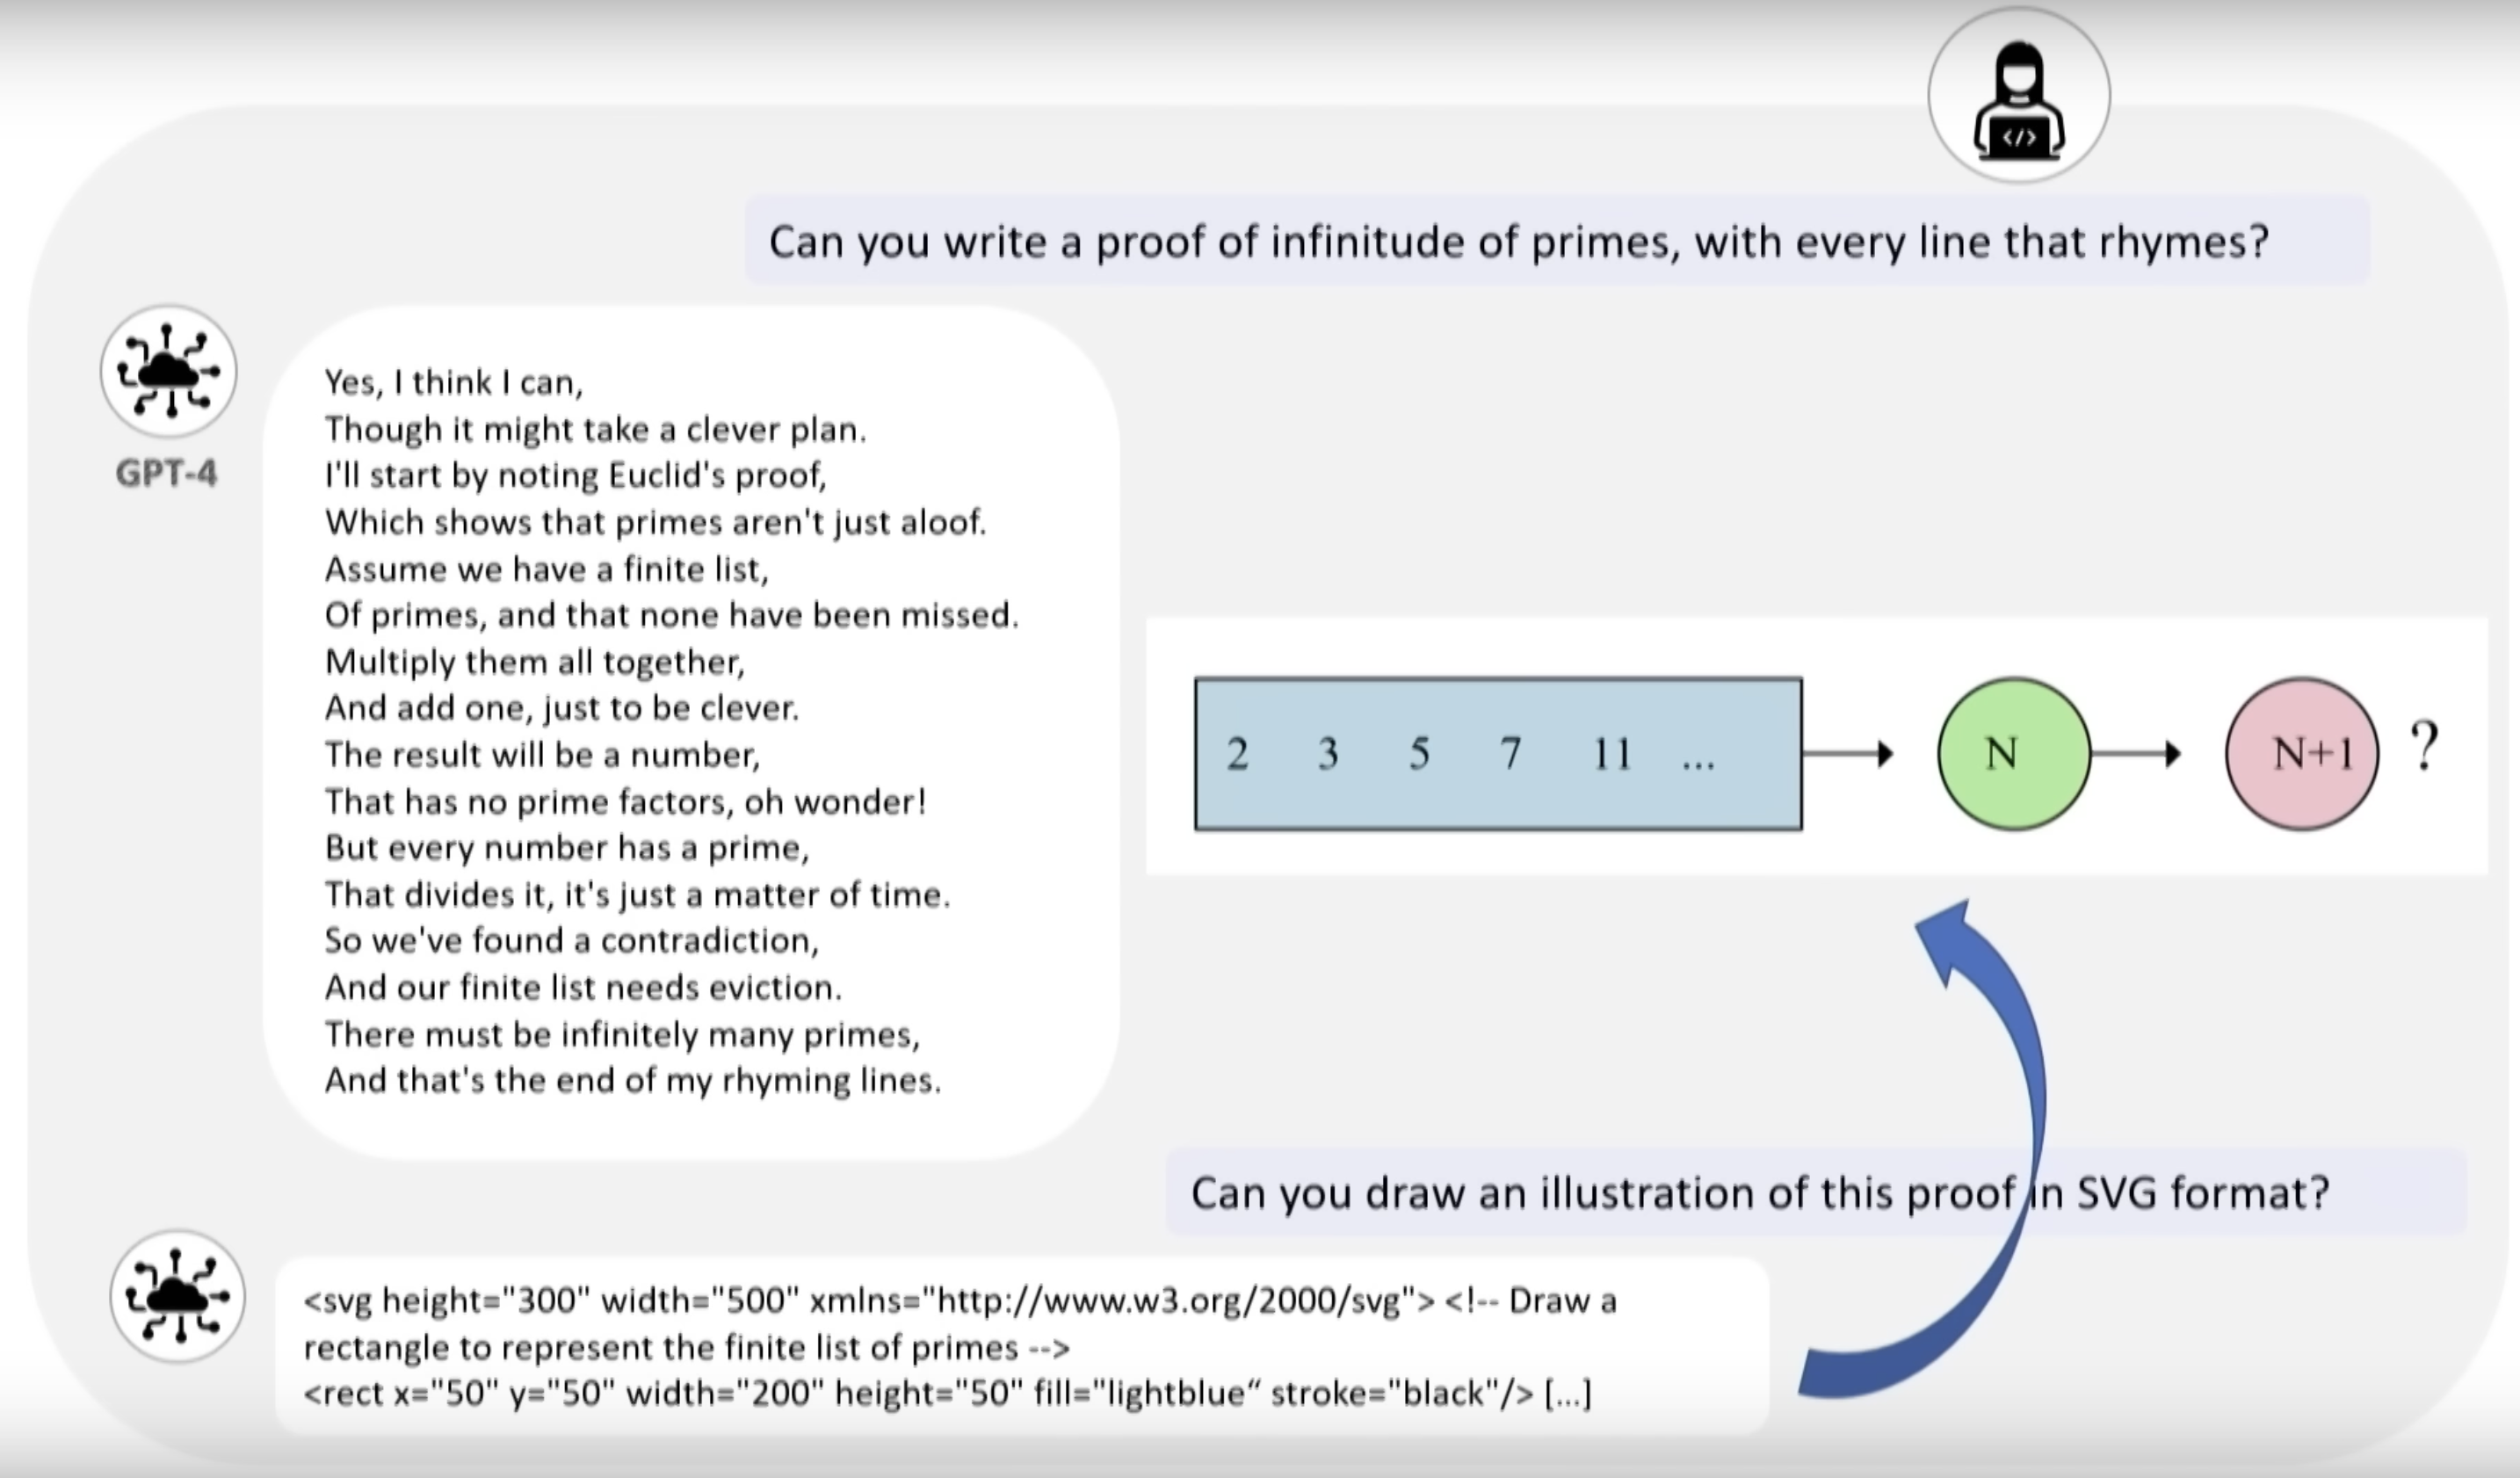 </>
Can you write a proof of infinitude of primes, with every line that rhymes?
GPT-4
Yes, I think I can,
Though it might take a clever plan.
I'll start by noting Euclid's proof,
Which shows that primes aren't just aloof.
Assume we have a finite list,
Of primes, and that none have been missed.
Multiply them all together,
And add one, just to be clever.
The result will be a number,
That has no prime factors, oh wonder!
But every number has a prime,
That divides it, it's just a matter of time.
So we've found a contradiction,
And our finite list needs eviction.
There must be infinitely many primes,
And that's the end of my rhyming lines.
2 3 5 7 11 ... N N+1 ?
Can you draw an illustration of this proof in SVG format?
<svg height="300" width="500" xmlns="http://www.w3.org/2000/svg"> <!-- Draw a
rectangle to represent the finite list of primes -->
<rect x="50" y="50" width="200" height="50" fill="lightblue“ stroke="black"/> [...]